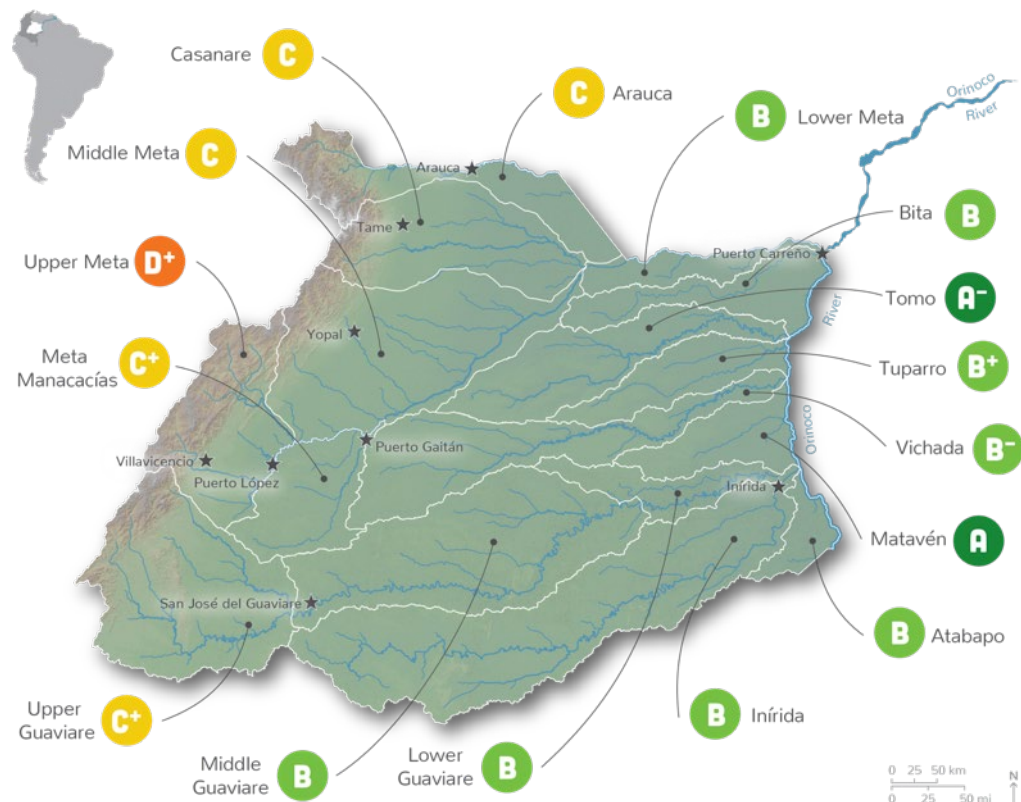 Casanare C
C Arauca
B Lower Meta
Orinoco
River
Middle Meta C
Arauca
Bita B
Tame
Puerto Carreño
Upper Meta D+
Tomo A-
River
Yopal
Meta
Manacacías C+
Tuparro B+
Orinoco
Puerto Gaitán
Vichada B-
Villavicencio
Puerto López
Inírida
Matavén A
San José del Guaviare
B Atabapo
Upper
Guaviare C+
B Inírida
Middle
Guaviare B
Lower
Guaviare B
0 25 50 km
0 25 50 mi
N